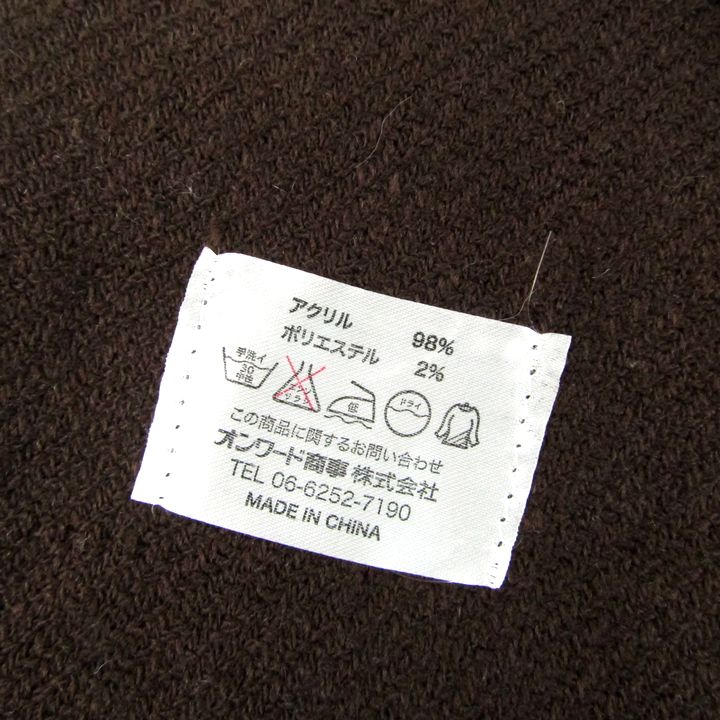 アクリル 98%
ポリエステル 2%
手洗イ 30 中性 エンソサラシ 低 ドライ
この商品に関するお問い合わせ
オンワード商事株式会社
TEL 06-6252-7190
MADE IN CHINA